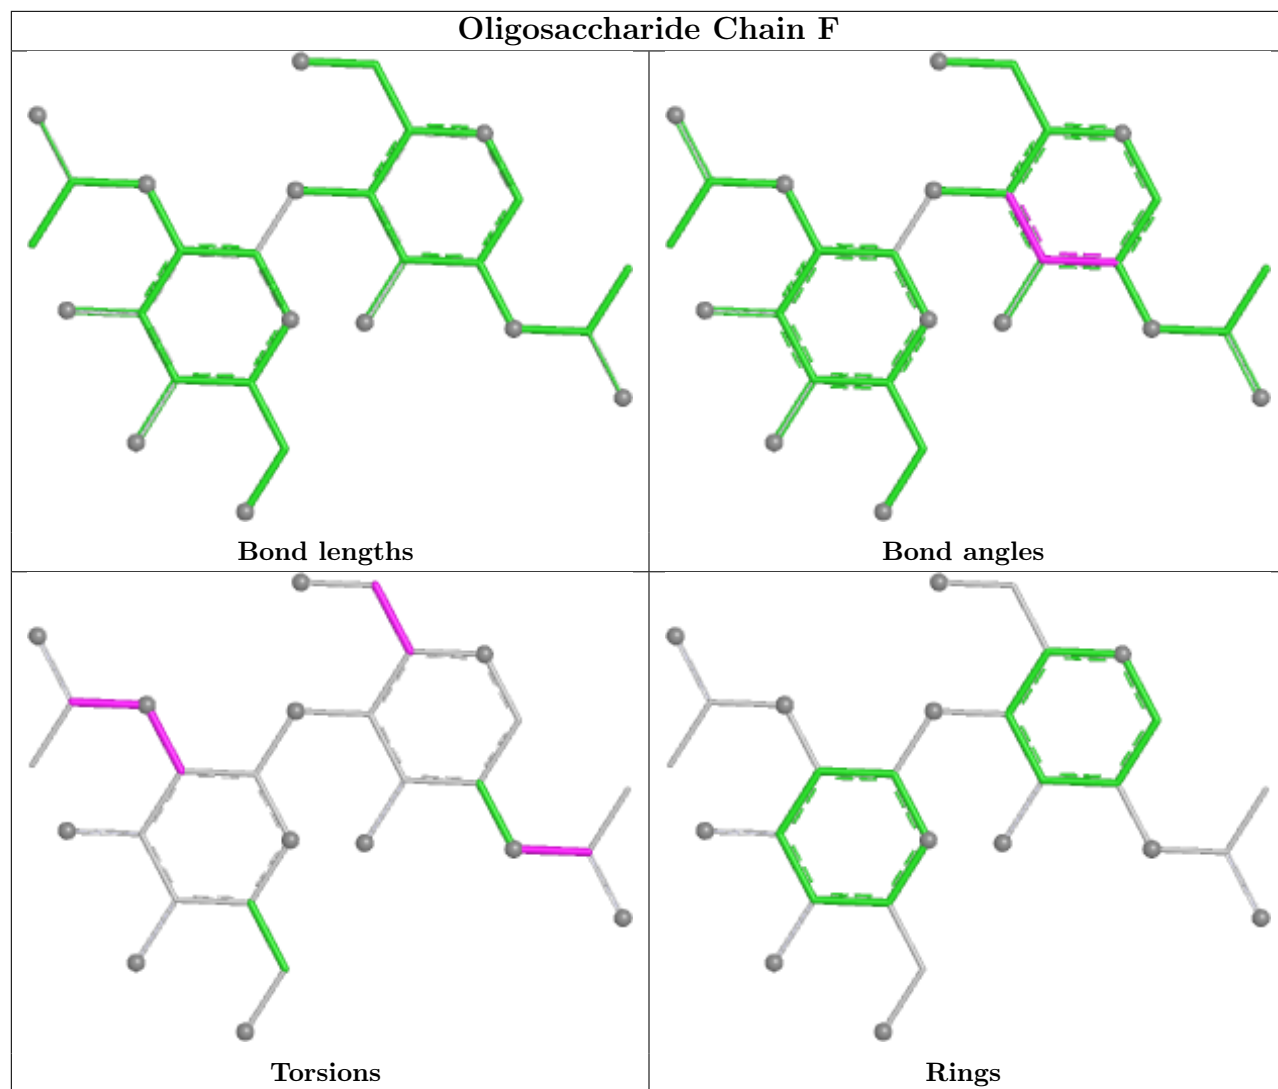 Oligosaccharide Chain F
Bond lengths
Bond angles
Torsions
Rings